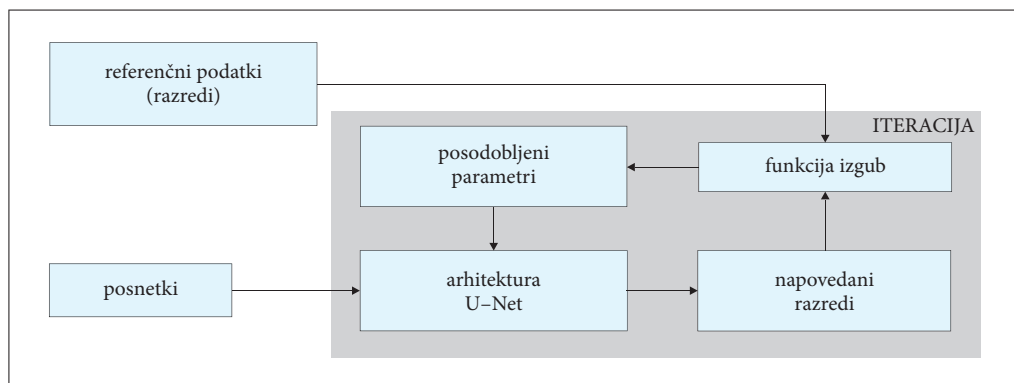 referenčni podatki
(razredi)
ITERACIJA
posodobljeni
parametri
funkcija izgub
posnetki
arhitektura
U–Net
napovedani
razredi